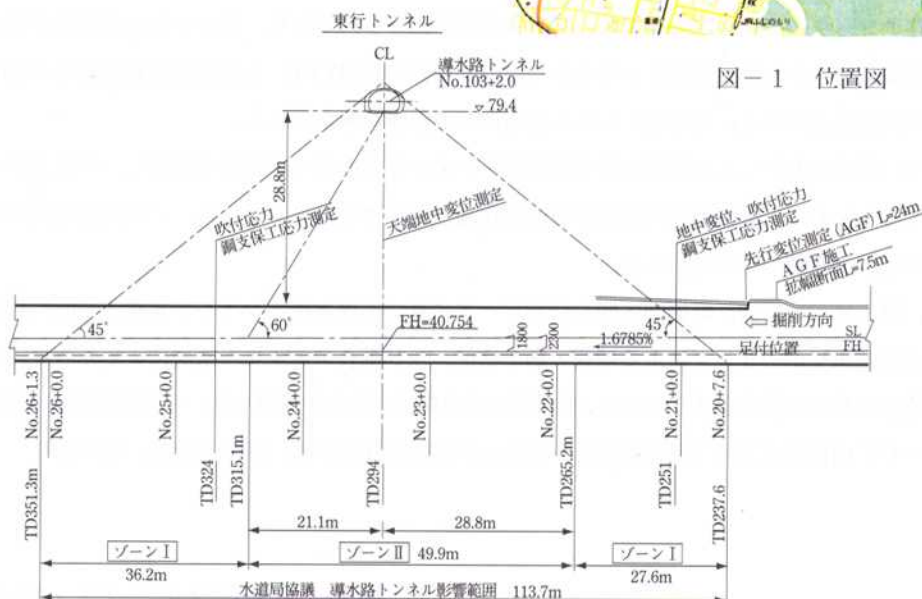 東行トンネル
CL
導水路トンネル
No.103+2.0
▽79.4
図－1 位置図
28.8m
吹付応力
鋼支保工応力測定
天端地中変位測定
地中変位、吹付応力
鋼支保工応力測定
先行変位測定(AGF) L=24m
AGF施工
拡幅断面L=7.5m
45°
60°
FH=40.754
1800
2300
45°
1.6785%
掘削方向
SL
足付位置
FH
No.26+1.3
No.26+0.0
No.25+0.0
No.24+0.0
No.23+0.0
No.22+0.0
No.21+0.0
No.20+7.6
TD351.3m
TD324
TD315.1m
TD294
TD265.2m
TD251
TD237.6
21.1m
28.8m
ゾーンⅠ
ゾーンⅡ 49.9m
ゾーンⅠ
36.2m
27.6m
水道局協議 導水路トンネル影響範囲 113.7m